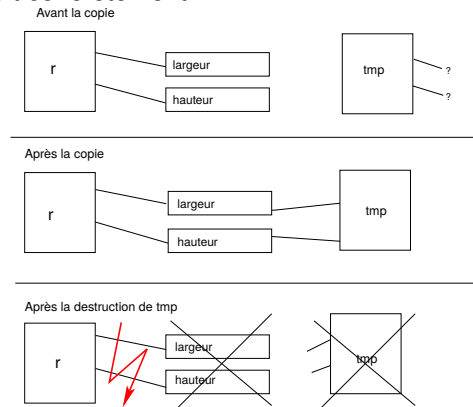 Avant la copie
r
largeur
hauteur
tmp
?
?
Après la copie
r
largeur
hauteur
tmp
Après la destruction de tmp
r
largeur
hauteur
tmp